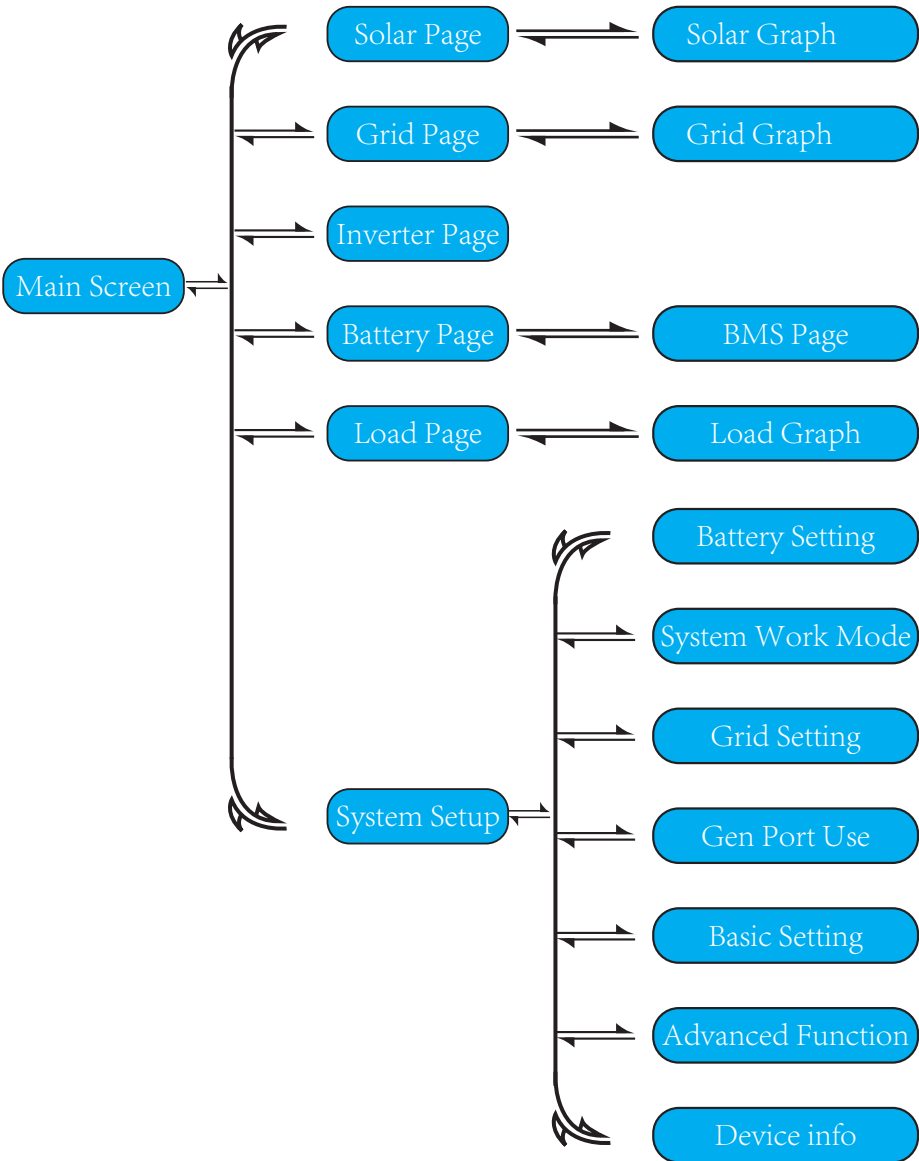 Solar Page
Solar Graph
Grid Page
Grid Graph
Inverter Page
Main Screen
Battery Page
BMS Page
Load Page
Load Graph
Battery Setting
System Work Mode
Grid Setting
System Setup
Gen Port Use
Basic Setting
Advanced Function
Device info